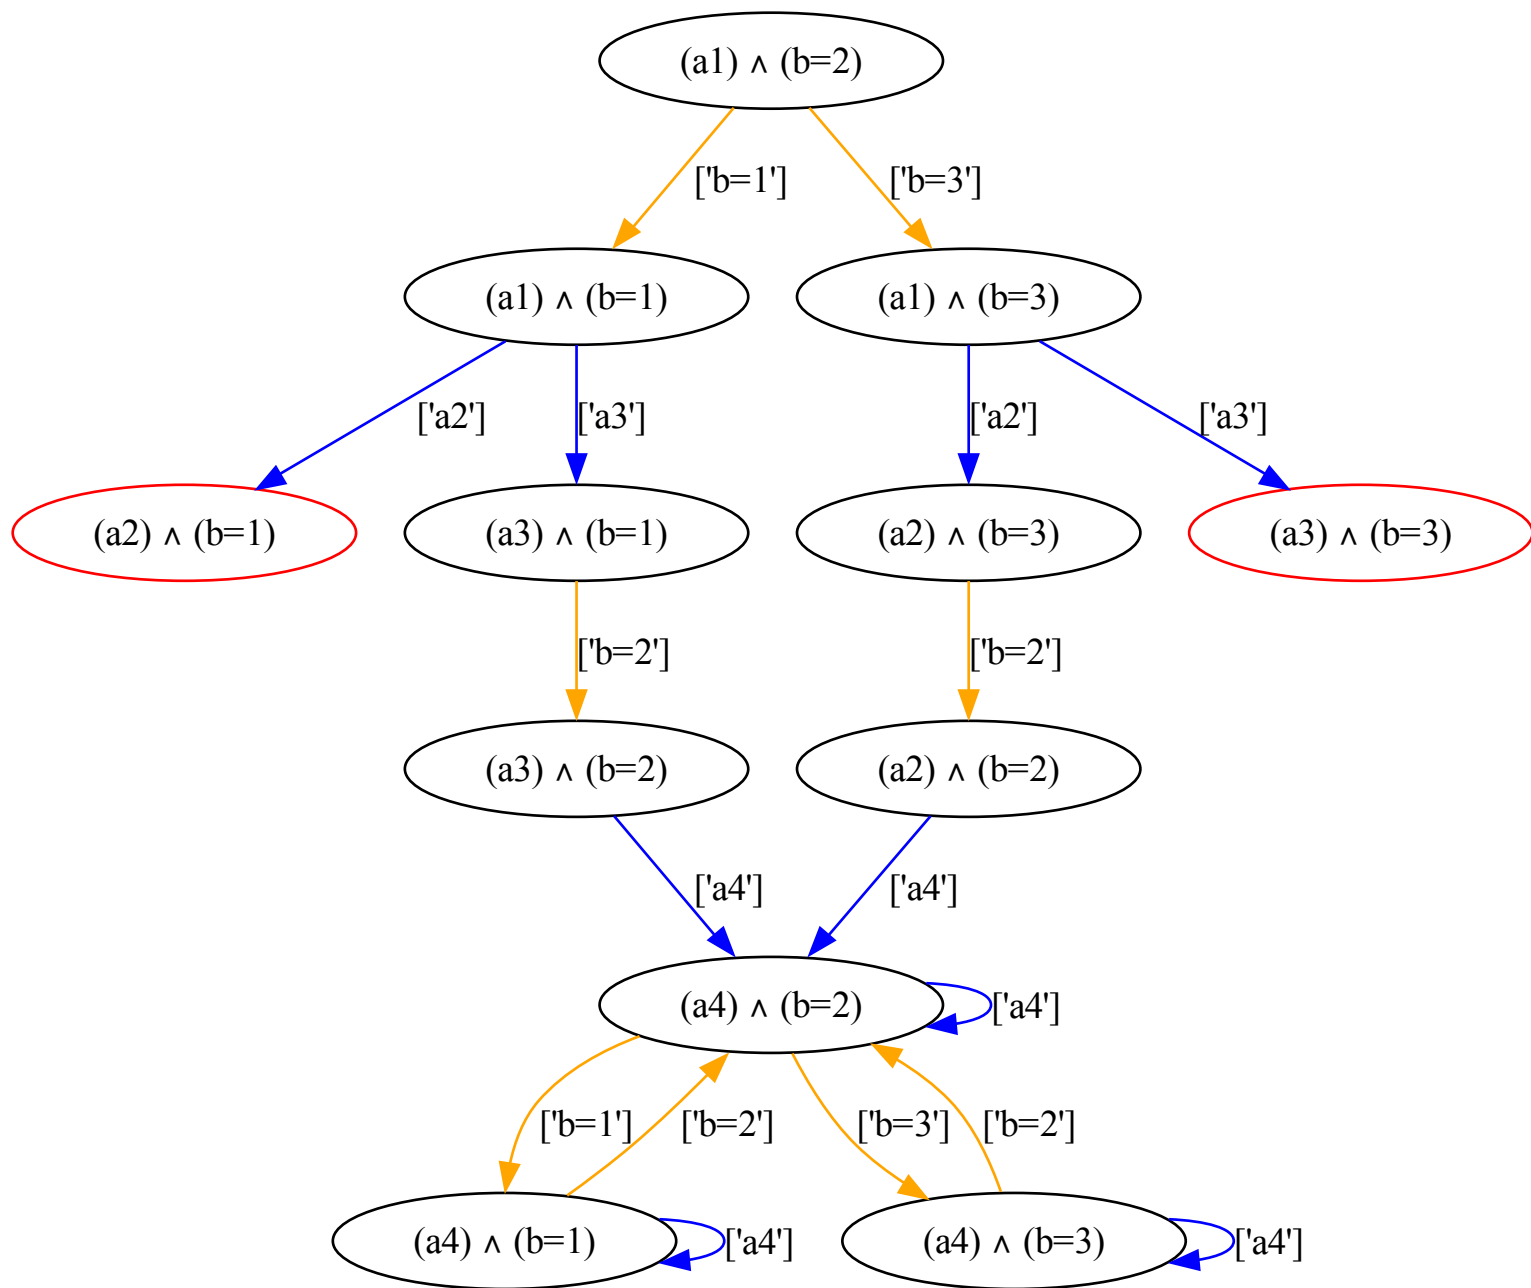 (a1) ∧ (b=2)
['b=1']
['b=3']
(a1) ∧ (b=1)
(a1) ∧ (b=3)
['a2']
['a3']
['a2']
['a3']
(a2) ∧ (b=1)
(a3) ∧ (b=1)
(a2) ∧ (b=3)
(a3) ∧ (b=3)
['b=2']
['b=2']
(a3) ∧ (b=2)
(a2) ∧ (b=2)
['a4']
['a4']
(a4) ∧ (b=2)
['a4']
['b=1']
['b=2']
['b=3']
['b=2']
(a4) ∧ (b=1)
['a4']
(a4) ∧ (b=3)
['a4']